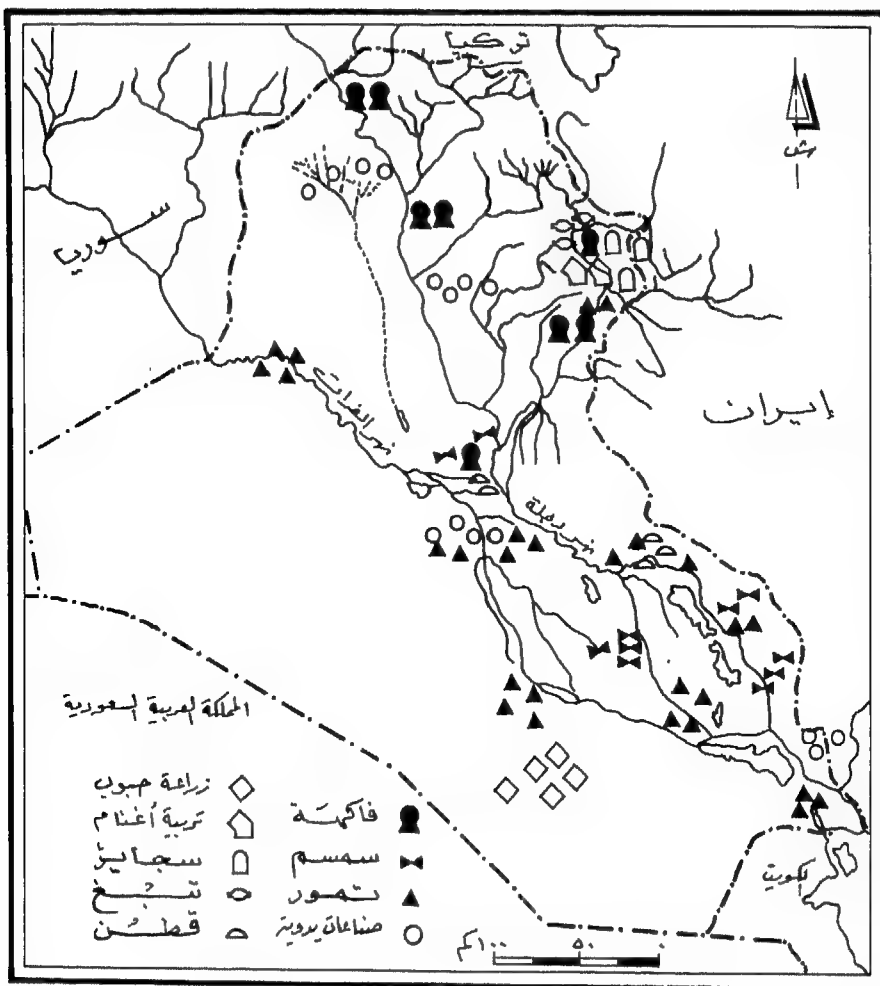 تركيا
ش
سوريا
إيران
نهر الفرات
نهر دجلة
المملكة العربية السعودية
الكويت
زراعة حبوب
تربية أغنام
سجاير
تبغ
قطن
فاكهة
سمسم
تمور
صناعات يدوية
١٠٠ كم ٥٠ ٠